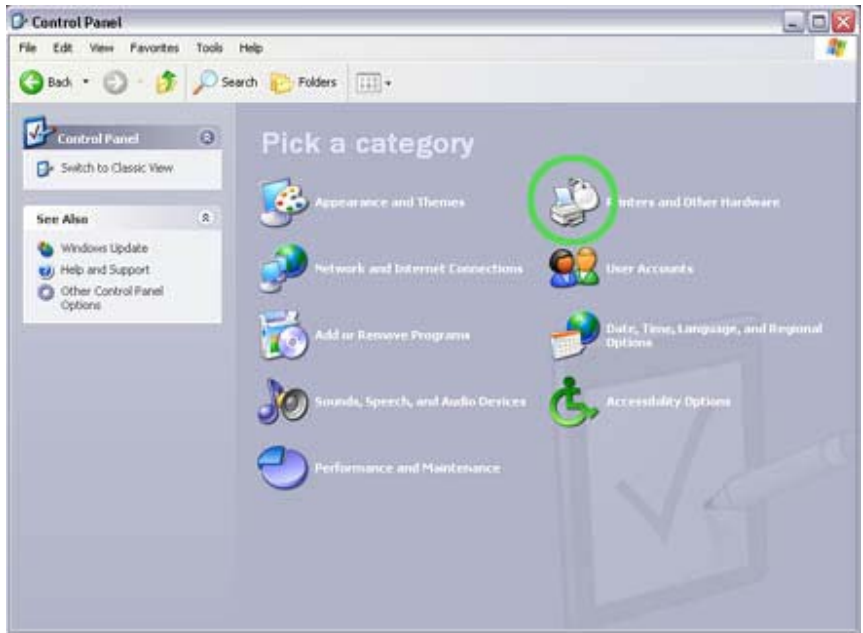 Control Panel
File Edit View Favorites Tools Help
Back Search Folders
Control Panel
Switch to Classic View
See Also
Windows Update
Help and Support
Other Control Panel
Options
Pick a category
Appearance and Themes
Printers and Other Hardware
Network and Internet Connections
User Accounts
Add or Remove Programs
Date, Time, Language, and Regional
Options
Sounds, Speech, and Audio Devices
Accessibility Options
Performance and Maintenance